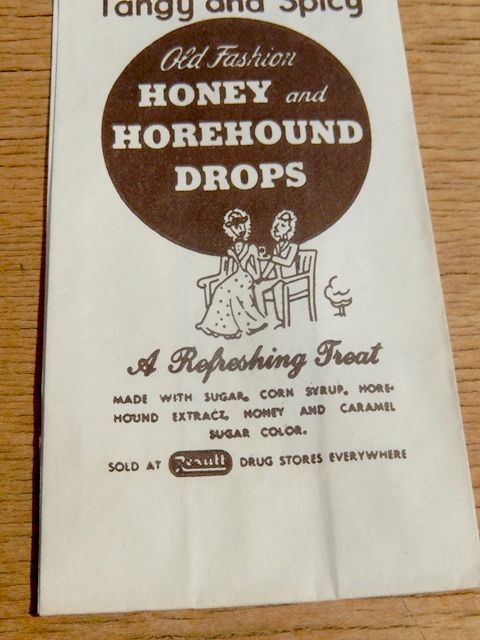 Tangy and Spicy
Old Fashion
HONEY and
HOREHOUND
DROPS
A Refreshing Treat
MADE WITH SUGAR, CORN SYRUP, HORE-
HOUND EXTRACT, HONEY AND CARAMEL
SUGAR COLOR.
SOLD AT Rexall DRUG STORES EVERYWHERE